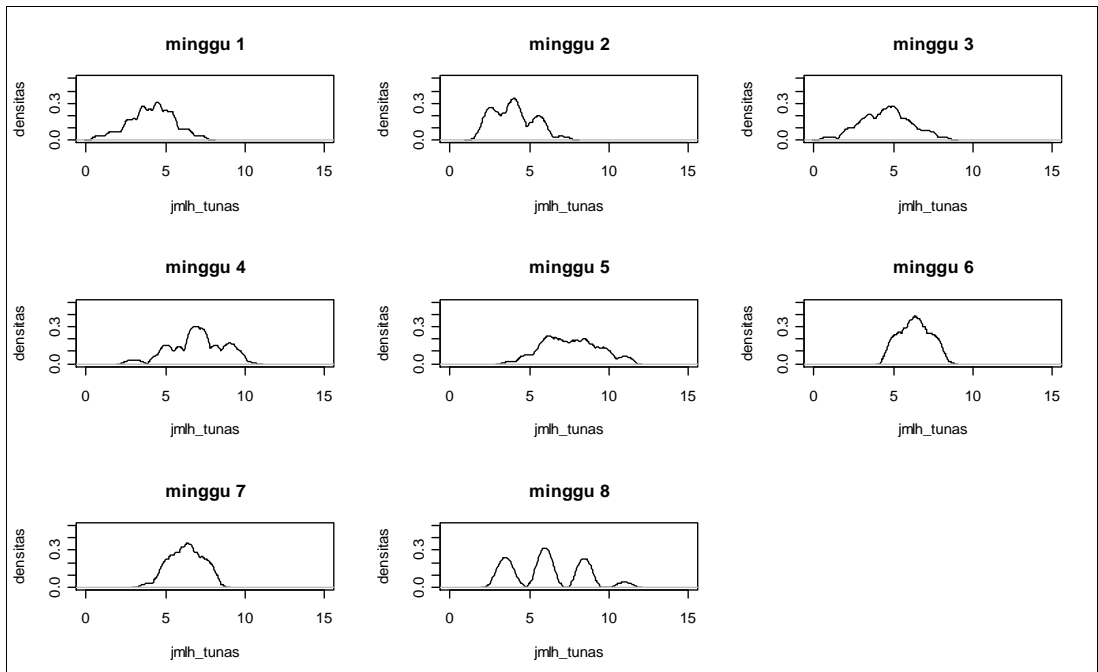 minggu 1
densitas
0.0 0.3
0 5 10 15
jmlh_tunas
minggu 2
densitas
0.0 0.3
0 5 10 15
jmlh_tunas
minggu 3
densitas
0.0 0.3
0 5 10 15
jmlh_tunas
minggu 4
densitas
0.0 0.3
0 5 10 15
jmlh_tunas
minggu 5
densitas
0.0 0.3
0 5 10 15
jmlh_tunas
minggu 6
densitas
0.0 0.3
0 5 10 15
jmlh_tunas
minggu 7
densitas
0.0 0.3
0 5 10 15
jmlh_tunas
minggu 8
densitas
0.0 0.3
0 5 10 15
jmlh_tunas